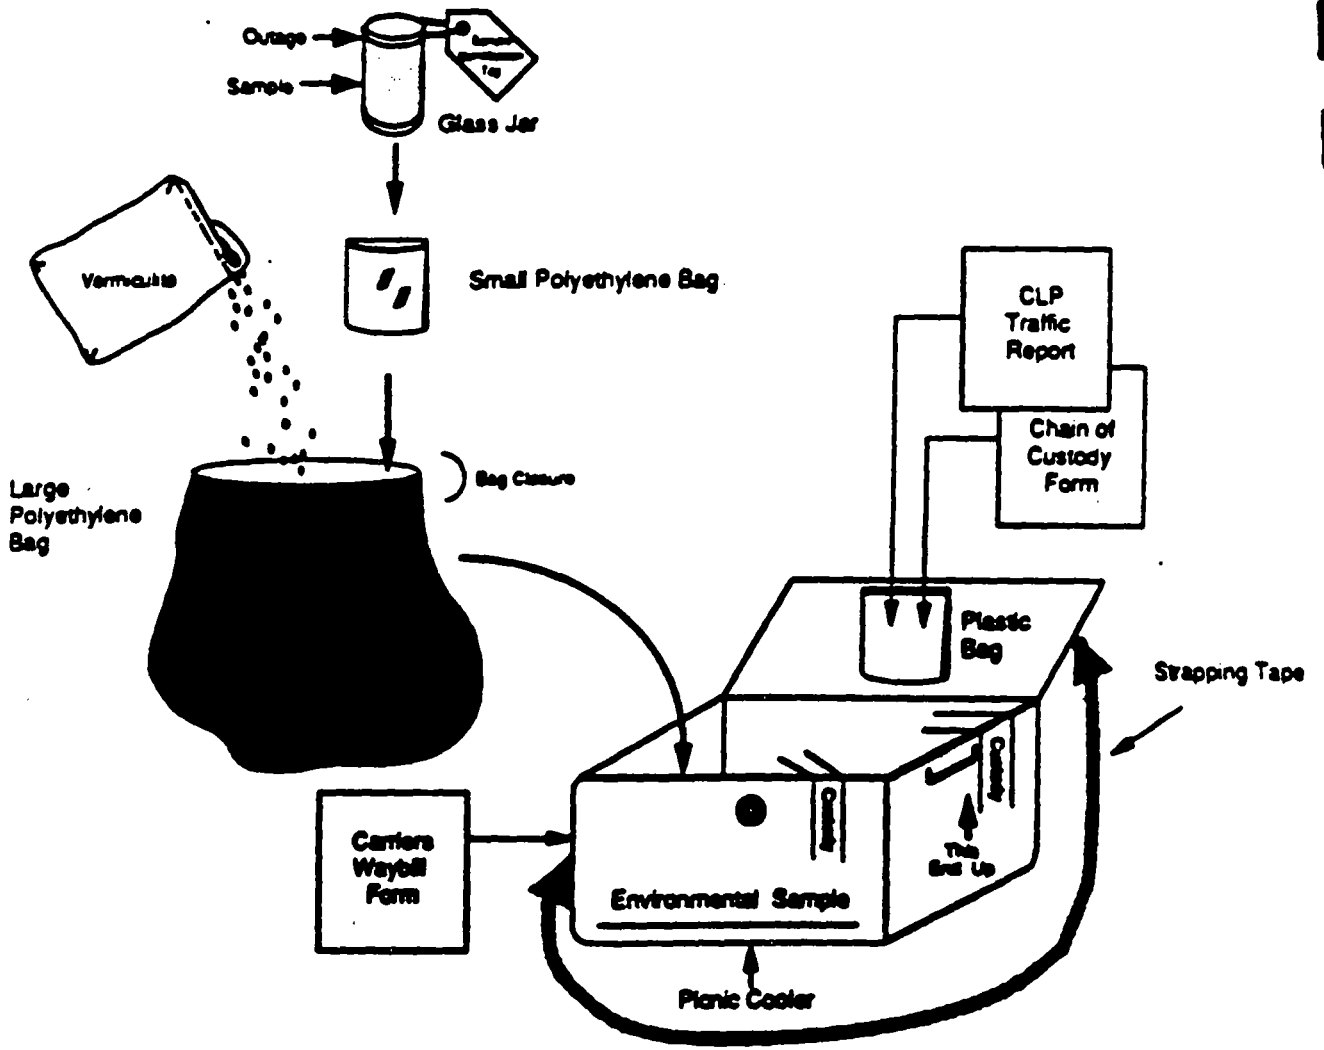 Outage
Sample
Tag
Glass Jar
Vermiculite
Small Polyethylene Bag
CLP
Traffic
Report
Chain of
Custody
Form
Large
Polyethylene
Bag
Bag Closure
Plastic
Bag
Strapping Tape
Custody
Custody
This
End Up
Carriers
Waybill
Form
Environmental Sample
Picnic Cooler